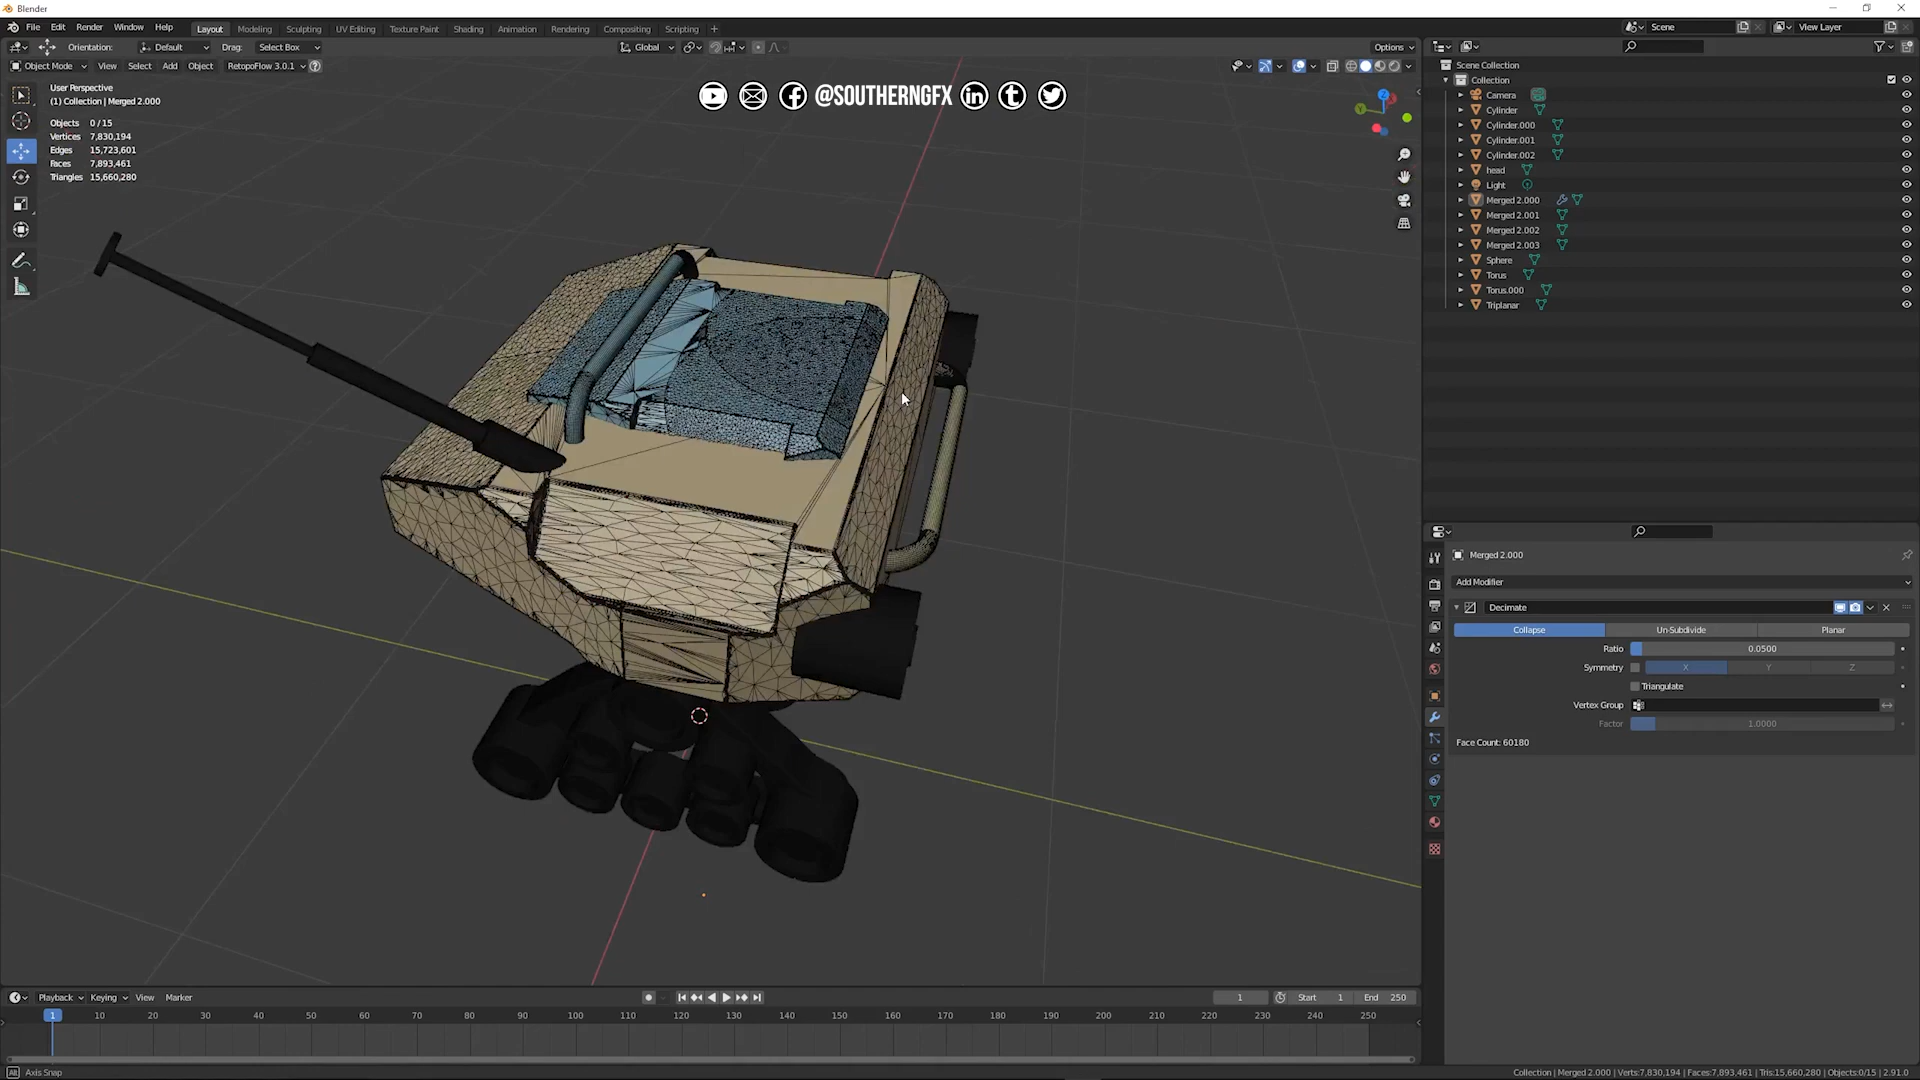 Blender
File Edit Render Window Help
Layout Modeling Sculpting UV Editing Texture Paint Shading Animation Rendering Compositing Scripting +
Scene
View Layer
Orientation: Default Drag: Select Box
Global
Options
Object Mode View Select Add Object RetopoFlow 3.0.1
@SOUTHERNGFX
User Perspective
(1) Collection | Merged 2.000
Objects 0 / 15
Vertices 7,830,194
Edges 15,723,601
Faces 7,893,461
Triangles 15,660,280
Scene Collection
Collection
Camera
Cylinder
Cylinder.000
Cylinder.001
Cylinder.002
head
Light
Merged 2.000
Merged 2.001
Merged 2.002
Merged 2.003
Sphere
Torus
Torus.000
Triplanar
Merged 2.000
Add Modifier
Decimate
Collapse Un-Subdivide Planar
Ratio 0.0500
Symmetry X Y Z
Triangulate
Vertex Group
Factor 1.0000
Face Count: 60180
Playback Keying View Marker
1 Start 1 End 250
1 10 20 30 40 50 60 70 80 90 100 110 120 130 140 150 160 170 180 190 200 210 220 230 240 250
Alt Axis Snap
Collection | Merged 2.000 | Verts:7,830,194 | Faces:7,893,461 | Tris:15,660,280 | Objects:0/15 | 2.91.0